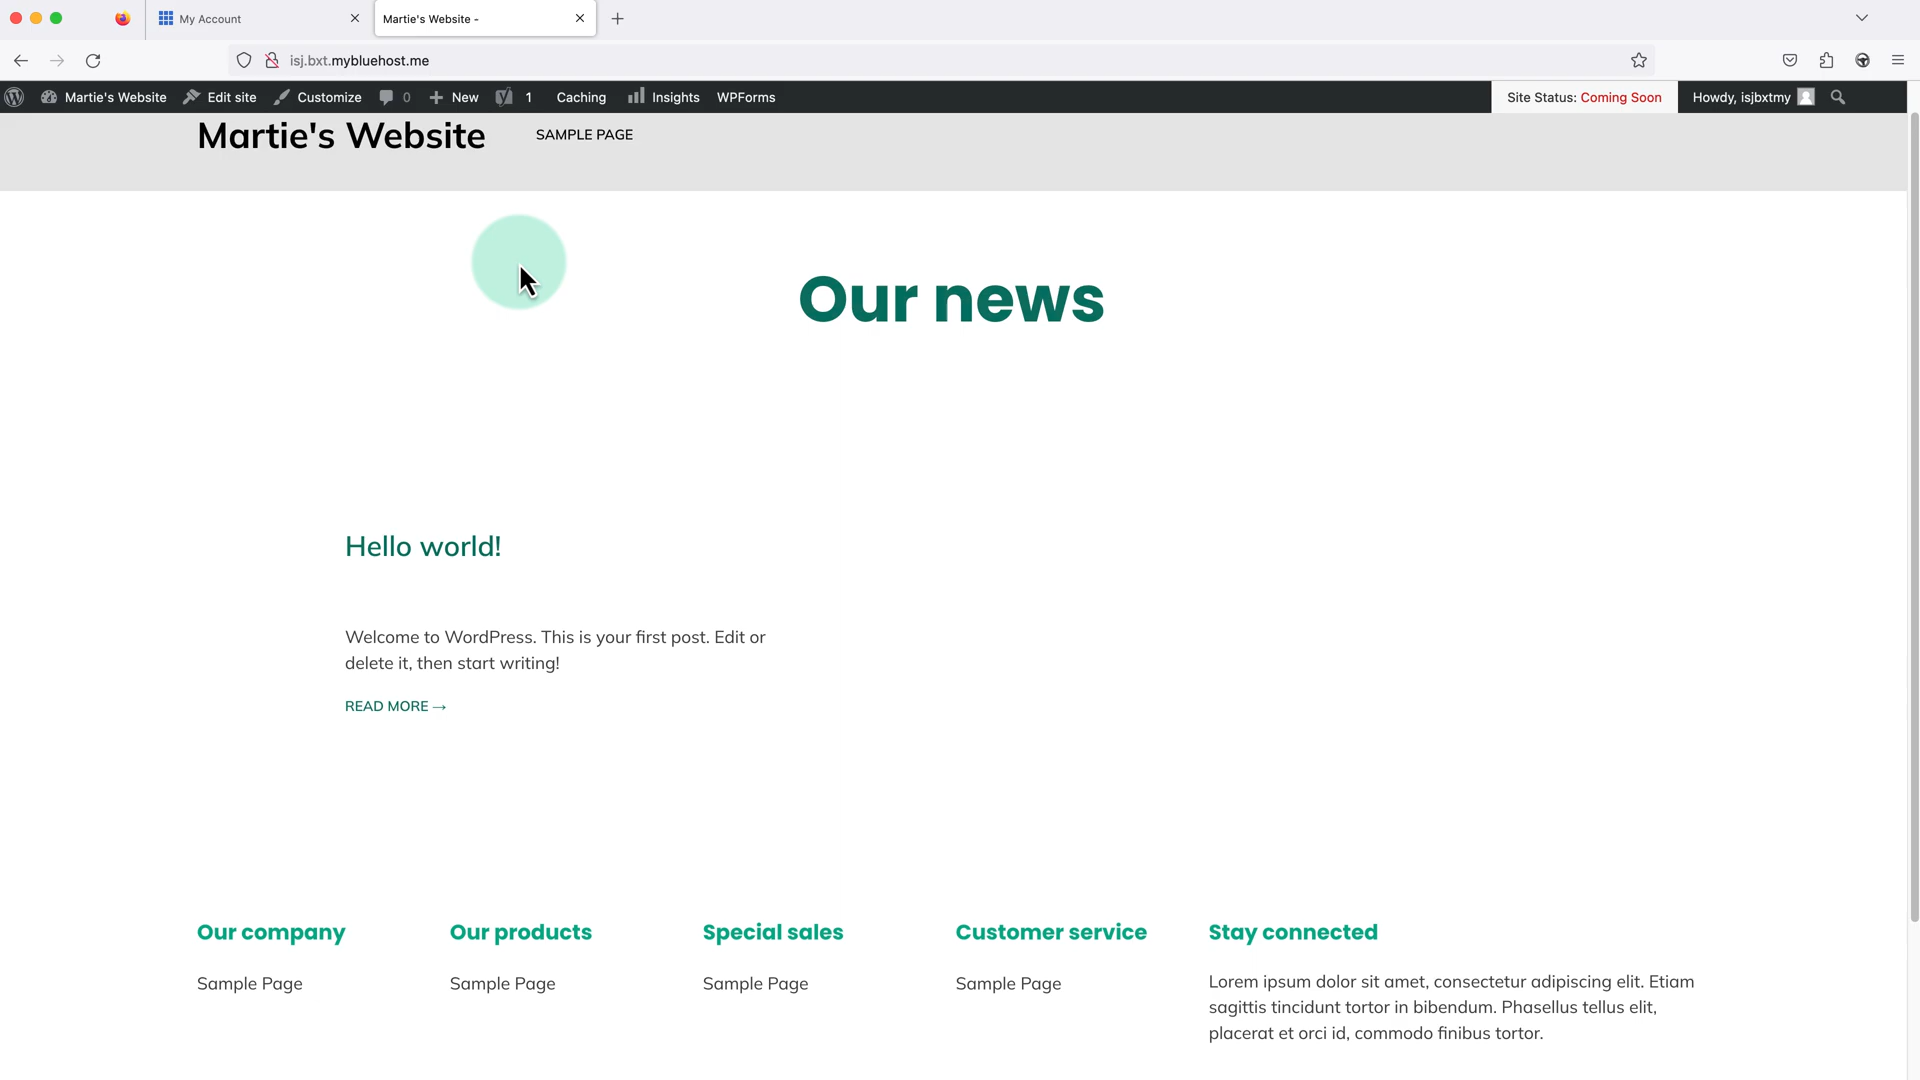 My Account
Martie's Website -
isj.bxt.mybluehost.me
Martie's Website Edit site Customize 0 New 1 Caching Insights WPForms Site Status: Coming Soon Howdy, isjbxtmy
Martie's Website SAMPLE PAGE
Our news
Hello world!
Welcome to WordPress. This is your first post. Edit or
delete it, then start writing!
READ MORE →
Our company
Sample Page
Our products
Sample Page
Special sales
Sample Page
Customer service
Sample Page
Stay connected
Lorem ipsum dolor sit amet, consectetur adipiscing elit. Etiam
sagittis tincidunt tortor in bibendum. Phasellus tellus elit,
placerat et orci id, commodo finibus tortor.